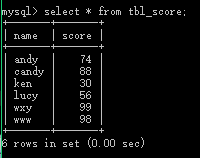 mysql> select * from tbl_score;
+-------+-------+
| name  | score |
+-------+-------+
| andy  |    74 |
| candy |    88 |
| ken   |    30 |
| lucy  |    56 |
| wxy   |    99 |
| www   |    98 |
+-------+-------+
6 rows in set (0.00 sec)